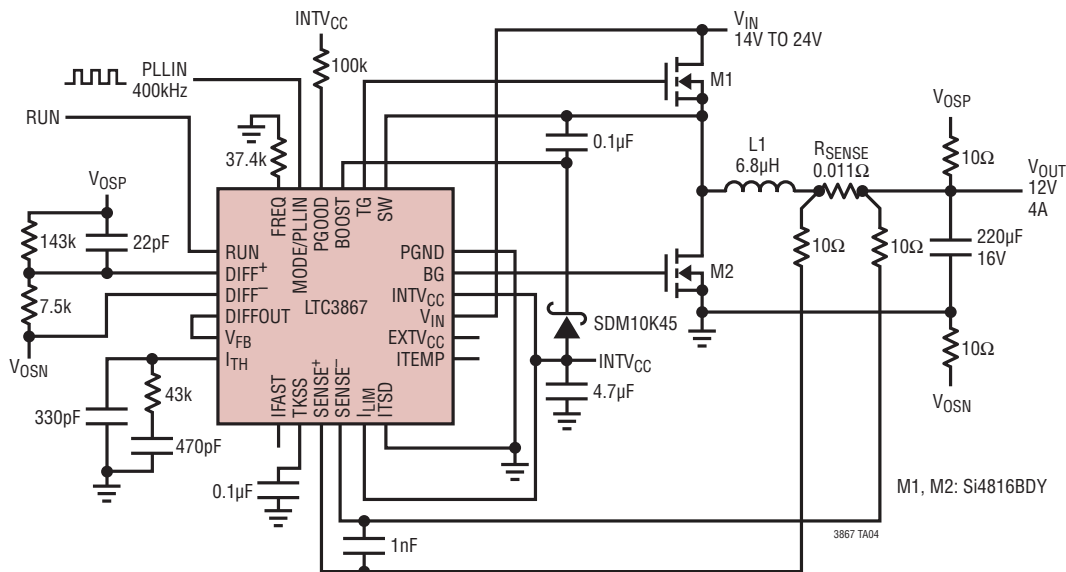 INTVCC
VIN
14V TO 24V
PLLIN
400kHz
100k
M1
RUN
VOSP
37.4k
0.1µF
L1
6.8µH
RSENSE
0.011Ω
10Ω
VOUT
12V
4A
VOSP
143k
22pF
7.5k
VOSN
FREQ
MODE/PLLIN
PGOOD
BOOST
TG
SW
RUN
DIFF+
DIFF–
DIFFOUT
VFB
ITH
LTC3867
PGND
BG
INTVCC
VIN
EXTVCC
ITEMP
IFAST
TKSS
SENSE+
SENSE–
ILIM
ITSD
M2
10Ω
10Ω
220µF
16V
SDM10K45
INTVCC
4.7µF
10Ω
VOSN
43k
330pF
470pF
0.1µF
1nF
M1, M2: Si4816BDY
3867 TA04